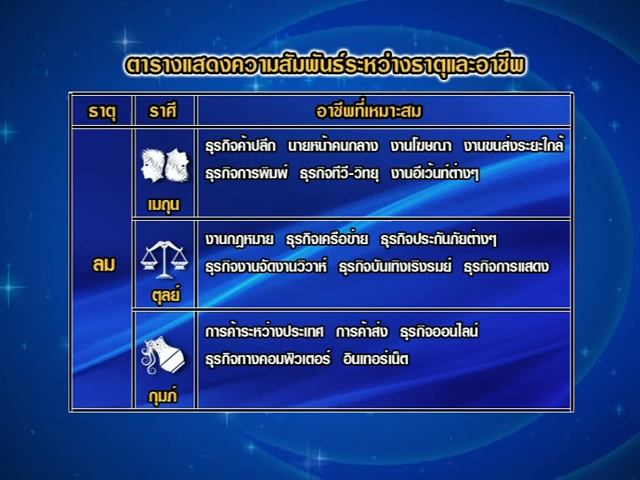 ตารางแสดงความสัมพันธ์ระหว่างธาตุและอาชีพ
ธาตุ ราศี อาชีพที่เหมาะสม
ธุรกิจค้าปลีก นายหน้าคนกลาง งานโฆษณา งานขนส่งระยะใกล้
ธุรกิจการพิมพ์ ธุรกิจทีวี-วิทยุ งานอีเว้นท์ต่างๆ
เมถุน
ลม
งานกฎหมาย ธุรกิจเครือข่าย ธุรกิจประกันภัยต่างๆ
ธุรกิจงานจัดงานวิวาห์ ธุรกิจบันเทิงเริงรมย์ ธุรกิจการแสดง
ตุลย์
การค้าระหว่างประเทศ การค้าส่ง ธุรกิจออนไลน์
ธุรกิจทางคอมพิวเตอร์ อินเทอร์เน็ต
กุมภ์